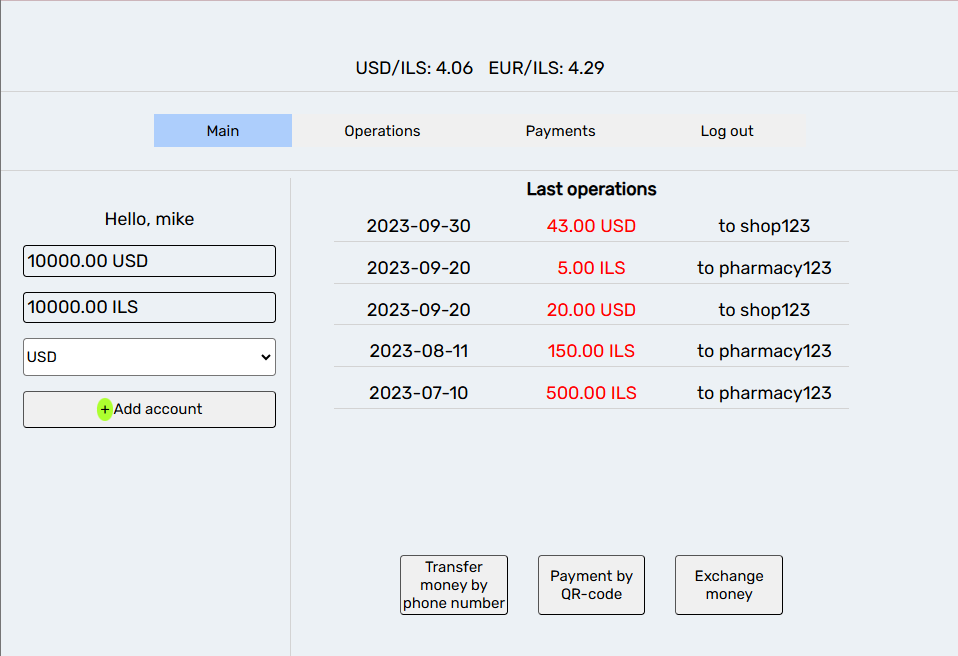 USD/ILS: 4.06 EUR/ILS: 4.29
Main Operations Payments Log out
Hello, mike
10000.00 USD
10000.00 ILS
USD
+ Add account
Last operations
2023-09-30 43.00 USD to shop123
2023-09-20 5.00 ILS to pharmacy123
2023-09-20 20.00 USD to shop123
2023-08-11 150.00 ILS to pharmacy123
2023-07-10 500.00 ILS to pharmacy123
Transfer
money by
phone number
Payment by
QR-code
Exchange
money